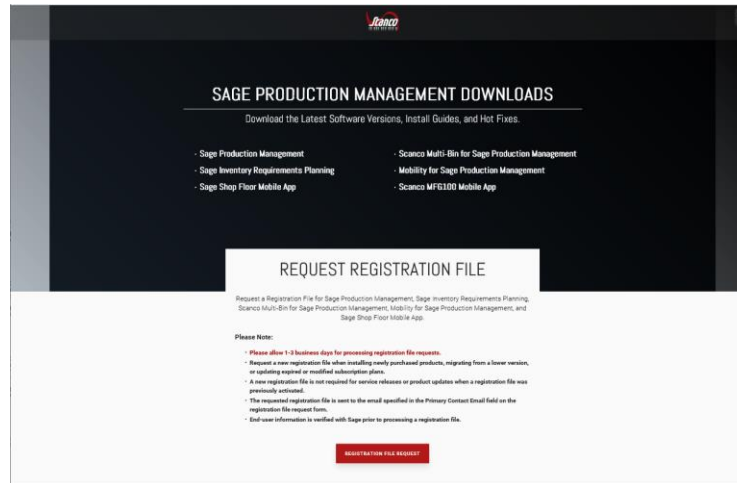 Scanco
SAGE PRODUCTION MANAGEMENT DOWNLOADS
Download the Latest Software Versions, Install Guides, and Hot Fixes.
- Sage Production Management
- Sage Inventory Requirements Planning
- Sage Shop Floor Mobile App
- Scanco Multi-Bin for Sage Production Management
- Mobility for Sage Production Management
- Scanco MFG100 Mobile App
REQUEST REGISTRATION FILE
Request a Registration File for Sage Production Management, Sage Inventory Requirements Planning,
Scanco Multi-Bin for Sage Production Management, Mobility for Sage Production Management, and
Sage Shop Floor Mobile App.
Please Note:
• Please allow 1-3 business days for processing registration file requests.
• Request a new registration file when installing newly purchased products, migrating from a lower version,
or updating expired or modified subscription plans.
• A new registration file is not required for service releases or product updates when a registration file was
previously activated.
• The requested registration file is sent to the email specified in the Primary Contact Email field on the
registration file request form.
• End-user information is verified with Sage prior to processing a registration file.
REGISTRATION FILE REQUEST